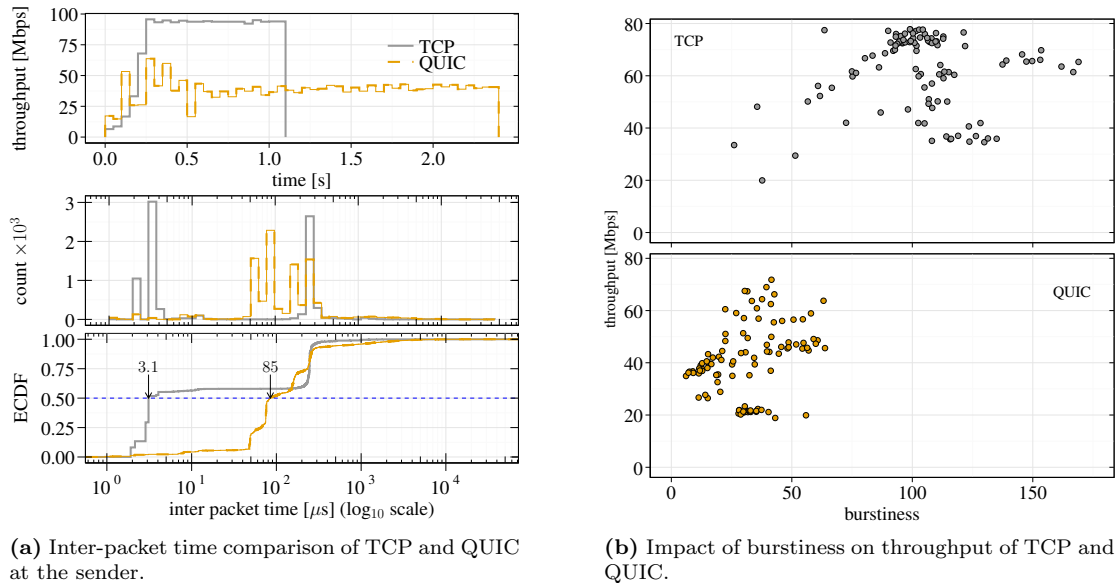 100
75
50
25
0
throughput [Mbps]
TCP
QUIC
0.0 0.5 1.0 1.5 2.0
time [s]
3
2
1
0
count ×10³
1.00
0.75
0.50
0.25
0.00
ECDF
3.1 85
10⁰ 10¹ 10² 10³ 10⁴
inter packet time [μs] (log₁₀ scale)
(a) Inter-packet time comparison of TCP and QUIC
at the sender.
80
60
40
20
0
TCP
throughput [Mbps]
80
60
40
20
0
QUIC
0 50 100 150
burstiness
(b) Impact of burstiness on throughput of TCP and
QUIC.